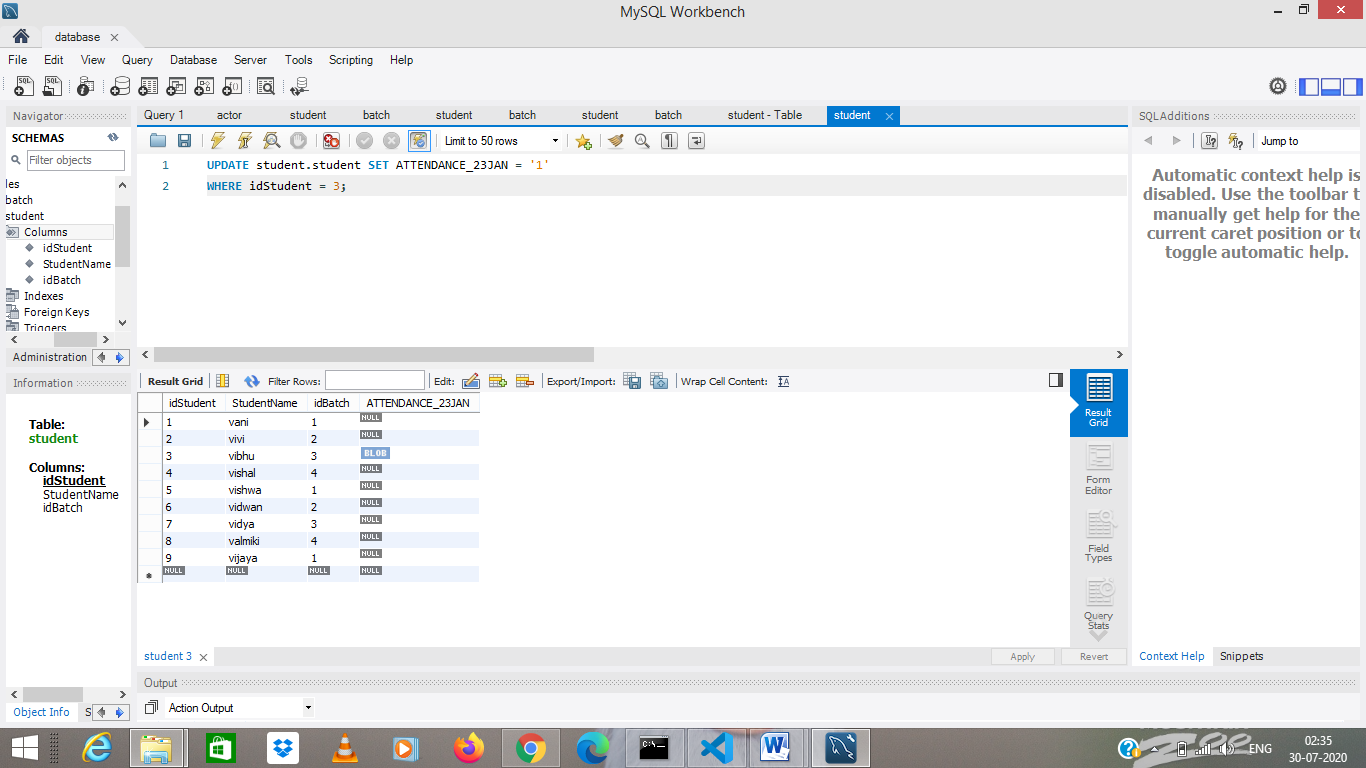 MySQL Workbench
database
File Edit View Query Database Server Tools Scripting Help
Navigator
SCHEMAS
Filter objects
les
batch
student
Columns
idStudent
StudentName
idBatch
Indexes
Foreign Keys
Triggers
Administration
Information
Table:
student
Columns:
idStudent
StudentName
idBatch
Object Info S
Query 1 actor student batch student batch student batch student - Table student
Limit to 50 rows
1 UPDATE student.student SET ATTENDANCE_23JAN = '1'
2 WHERE idStudent = 3;
Result Grid Filter Rows: Edit: Export/Import: Wrap Cell Content: IA
idStudent StudentName idBatch ATTENDANCE_23JAN
1 vani 1 NULL
2 vivi 2 NULL
3 vibhu 3 BLOB
4 vishal 4 NULL
5 vishwa 1 NULL
6 vidwan 2 NULL
7 vidya 3 NULL
8 valmiki 4 NULL
9 vijaya 1 NULL
NULL NULL NULL NULL
Result
Grid
Form
Editor
Field
Types
Query
Stats
student 3
Apply Revert
Output
Action Output
SQLAdditions
Jump to
Automatic context help is
disabled. Use the toolbar t
manually get help for the
current caret position or to
toggle automatic help.
Context Help Snippets
ENG
02:35
30-07-2020